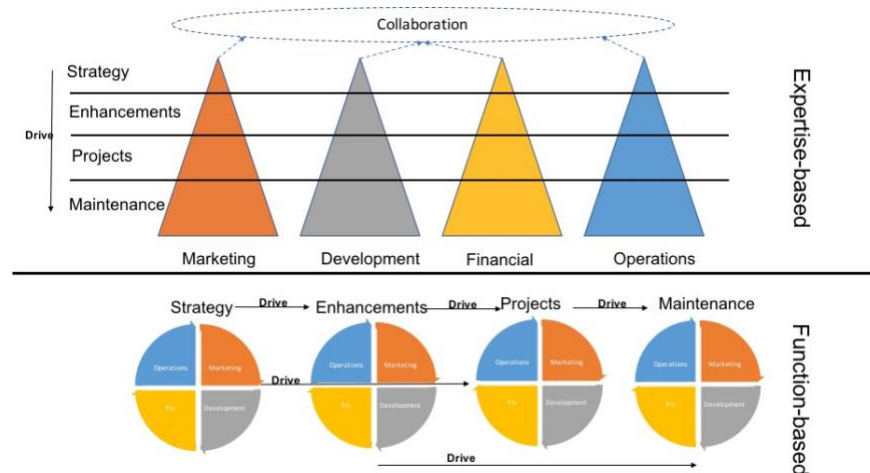 Collaboration
Strategy
Enhancements
Drive
Projects
Maintenance
Marketing Development Financial Operations
Expertise-based
Strategy Drive Enhancements Drive Projects Drive Maintenance
Operations Marketing Operations Marketing Operations Marketing Operations Marketing
Drive
Fin Development Fin Development Fin Development Fin Development
Drive
Function-based